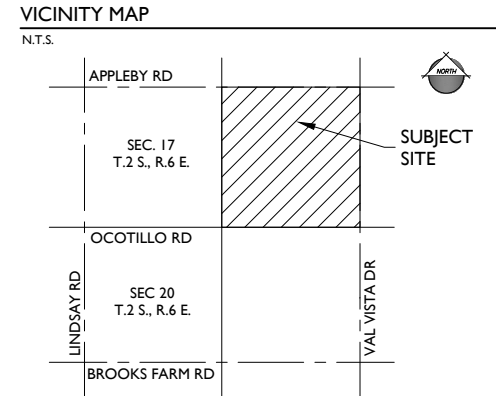 VICINITY MAP
N.T.S.
APPLEBY RD
NORTH
SEC. 17
T.2 S., R.6 E.
SUBJECT
SITE
OCOTILLO RD
SEC 20
T.2 S., R.6 E.
LINDSAY RD
VAL VISTA DR
BROOKS FARM RD